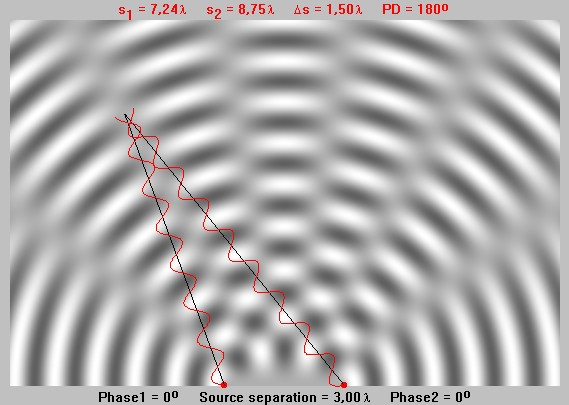 s1 = 7,24λ s2 = 8,75λ Δs = 1,50λ PD = 180º
Phase1 = 0º Source separation = 3,00λ Phase2 = 0º